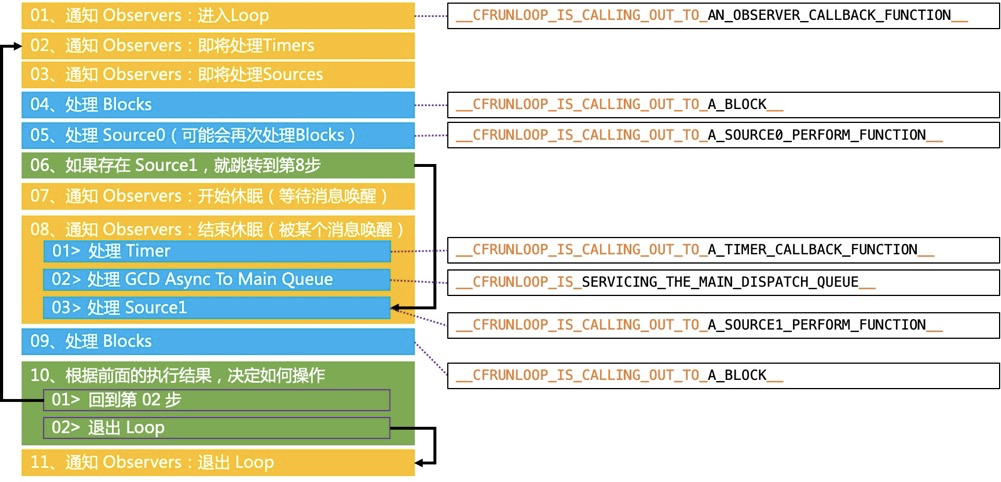 01、通知 Observers：进入Loop
__CFRUNLOOP_IS_CALLING_OUT_TO_AN_OBSERVER_CALLBACK_FUNCTION__
02、通知 Observers：即将处理Timers
03、通知 Observers：即将处理Sources
04、处理 Blocks
__CFRUNLOOP_IS_CALLING_OUT_TO_A_BLOCK__
05、处理 Source0（可能会再次处理Blocks）
__CFRUNLOOP_IS_CALLING_OUT_TO_A_SOURCE0_PERFORM_FUNCTION__
06、如果存在 Source1，就跳转到第8步
07、通知 Observers：开始休眠（等待消息唤醒）
08、通知 Observers：结束休眠（被某个消息唤醒）
01> 处理 Timer
__CFRUNLOOP_IS_CALLING_OUT_TO_A_TIMER_CALLBACK_FUNCTION__
02> 处理 GCD Async To Main Queue
__CFRUNLOOP_IS_SERVICING_THE_MAIN_DISPATCH_QUEUE__
03> 处理 Source1
__CFRUNLOOP_IS_CALLING_OUT_TO_A_SOURCE1_PERFORM_FUNCTION__
09、处理 Blocks
__CFRUNLOOP_IS_CALLING_OUT_TO_A_BLOCK__
10、根据前面的执行结果，决定如何操作
01> 回到第 02 步
02> 退出 Loop
11、通知 Observers：退出 Loop